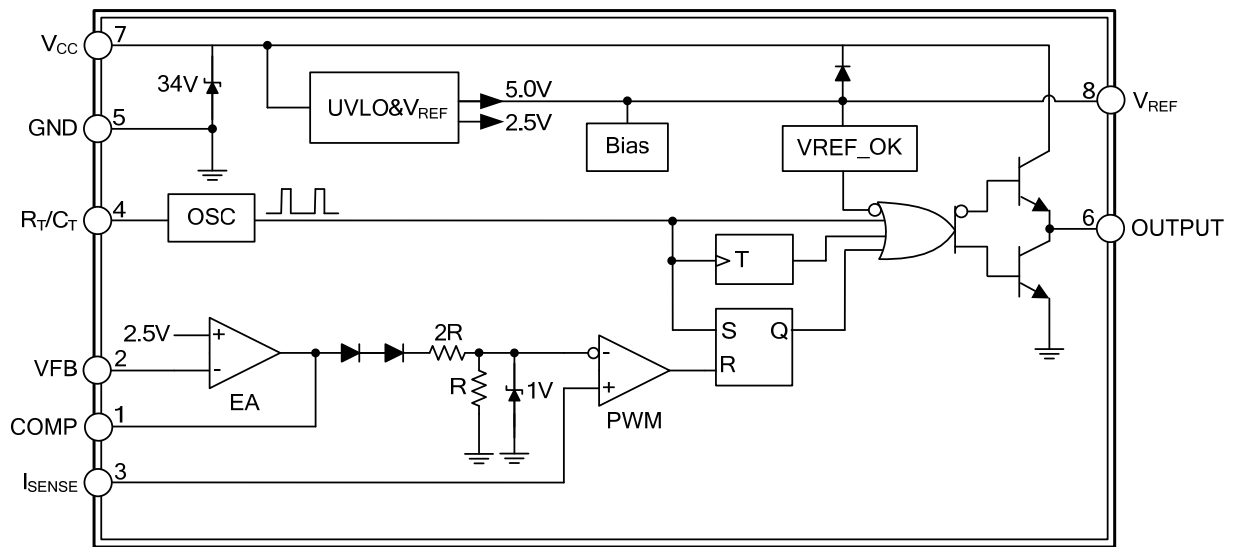 VCC
7
34V
GND
5
UVLO&VREF
5.0V
2.5V
Bias
VREF_OK
8
VREF
RT/CT
4
OSC
T
6
OUTPUT
S
Q
R
2.5V
+
-
EA
VFB
2
COMP
1
2R
R
1V
-
+
PWM
ISENSE
3